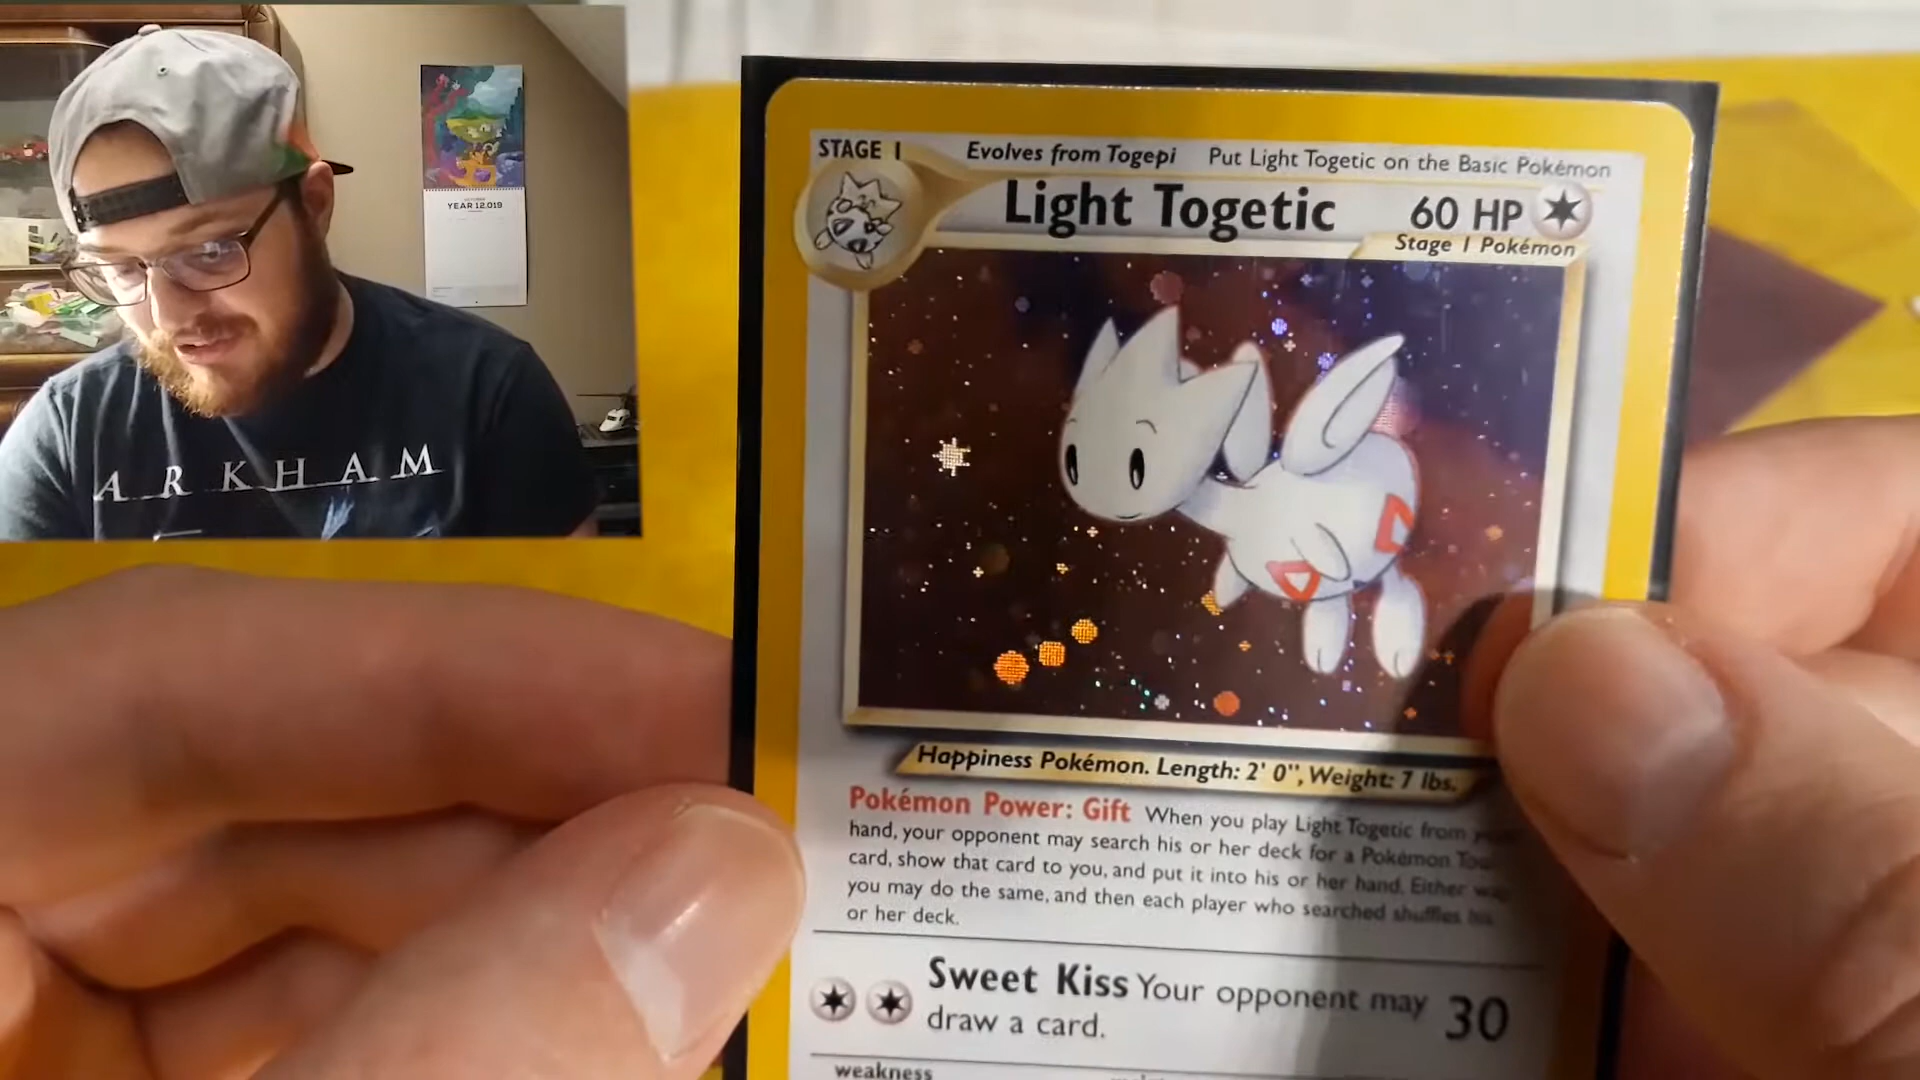 YEAR 12,019
ARKHAM
STAGE 1
Evolves from Togepi
Put Light Togetic on the Basic Pokémon
Light Togetic
60 HP
Stage 1 Pokémon
Happiness Pokémon. Length: 2' 0", Weight: 7 lbs.
Pokémon Power: Gift When you play Light Togetic from
hand, your opponent may search his or her deck for a Pokémon
card, show that card to you, and put it into his or her hand. Either
you may do the same, and then each player who searched shuffles his
or her deck.
Sweet Kiss Your opponent may
draw a card.
30
weakness